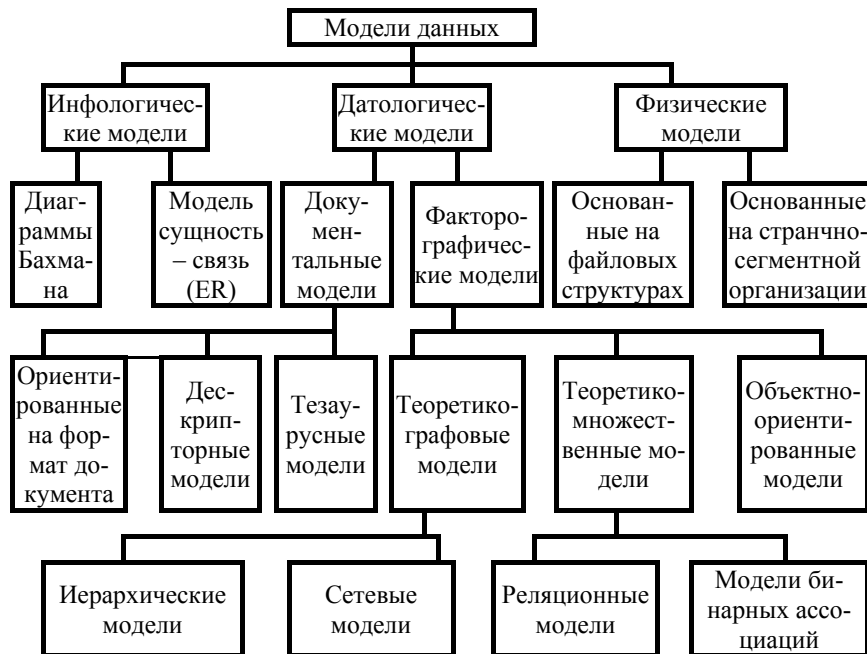 Модели данных
Инфологичес-
кие модели
Датологичес-
кие модели
Физические
модели
Диаг-
раммы
Бахма-
на
Модель
сущность
– связь
(ER)
Доку-
мен-
тальные
модели
Факторо-
графичес-
кие модели
Основан-
ные на
файловых
структурах
Основанные
на странчно-
сегментной
организации
Ориенти-
рованные
на фор-
мат до-
кумента
Дес-
крип-
торные
модели
Тезау-
русные
модели
Теоретико-
графовые
модели
Теоретико-
множест-
венные мо-
дели
Объектно-
ориенти-
рованные
модели
Иерархические
модели
Сетевые
модели
Реляционные
модели
Модели би-
нарных ассо-
циаций